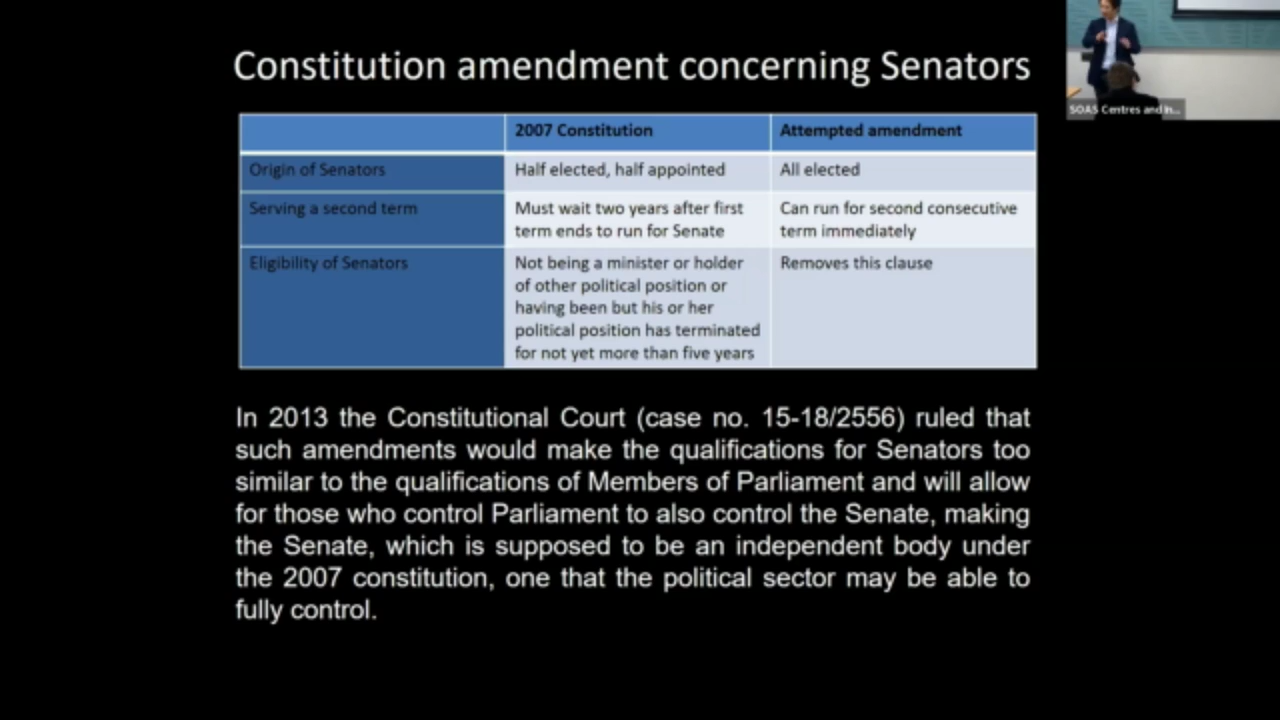 Constitution amendment concerning Senators
SOAS Centres and In...
2007 Constitution
Attempted amendment
Origin of Senators
Half elected, half appointed
All elected
Serving a second term
Must wait two years after first
term ends to run for Senate
Can run for second consecutive
term immediately
Eligibility of Senators
Not being a minister or holder
of other political position or
having been but his or her
political position has terminated
for not yet more than five years
Removes this clause
In 2013 the Constitutional Court (case no. 15-18/2556) ruled that
such amendments would make the qualifications for Senators too
similar to the qualifications of Members of Parliament and will allow
for those who control Parliament to also control the Senate, making
the Senate, which is supposed to be an independent body under
the 2007 constitution, one that the political sector may be able to
fully control.